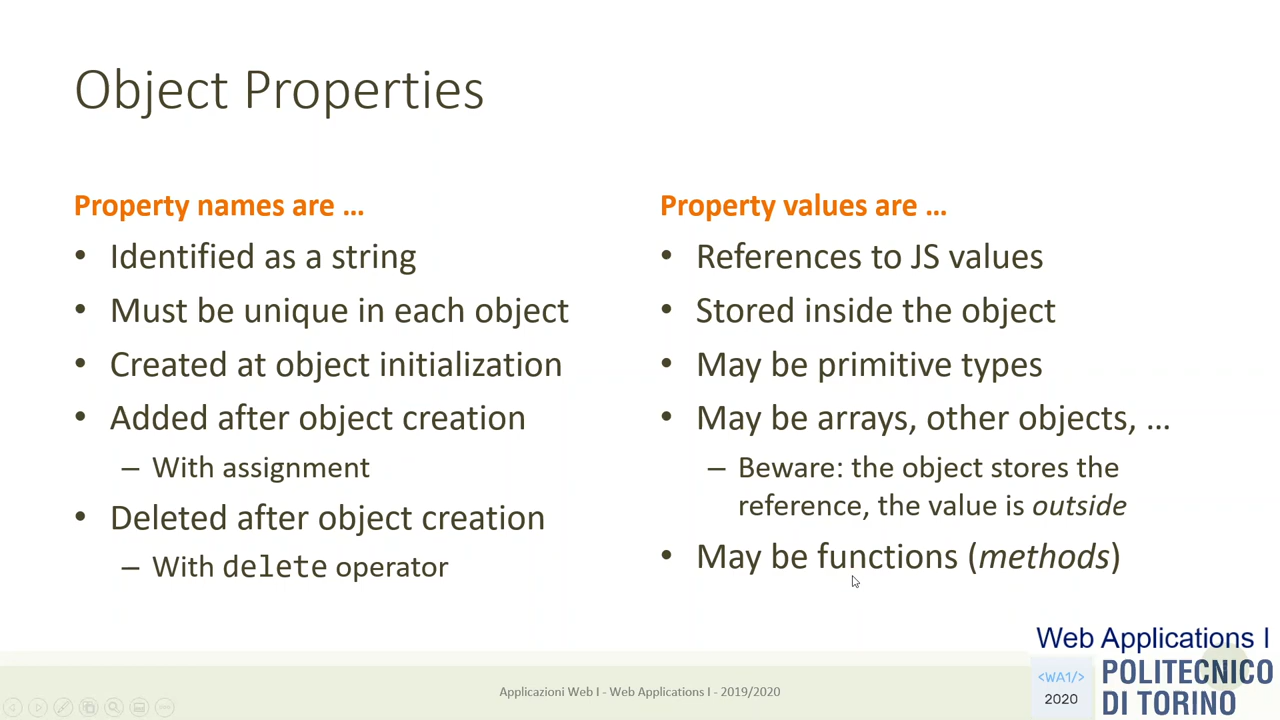 Object Properties
Property names are …
• Identified as a string
• Must be unique in each object
• Created at object initialization
• Added after object creation
– With assignment
• Deleted after object creation
– With delete operator
Property values are …
• References to JS values
• Stored inside the object
• May be primitive types
• May be arrays, other objects, …
– Beware: the object stores the
reference, the value is outside
• May be functions (methods)
Applicazioni Web I - Web Applications I - 2019/2020
Web Applications I
<WA1/>
2020
POLITECNICO
DI TORINO